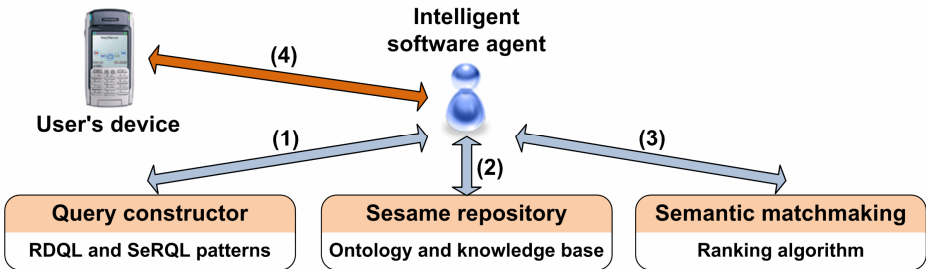 Intelligent
software agent
(4)
User's device
(1)
(2)
(3)
Query constructor
RDQL and SeRQL patterns
Sesame repository
Ontology and knowledge base
Semantic matchmaking
Ranking algorithm